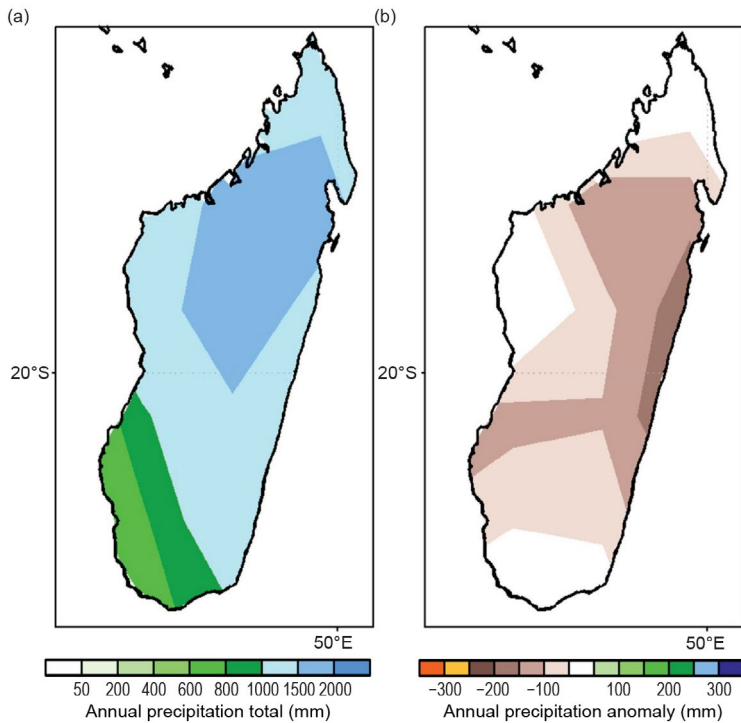 (a)
(b)
20°S
20°S
50°E
50°E
50 200 400 600 800 1000 1500 2000
Annual precipitation total (mm)
−300 −200 −100 100 200 300
Annual precipitation anomaly (mm)